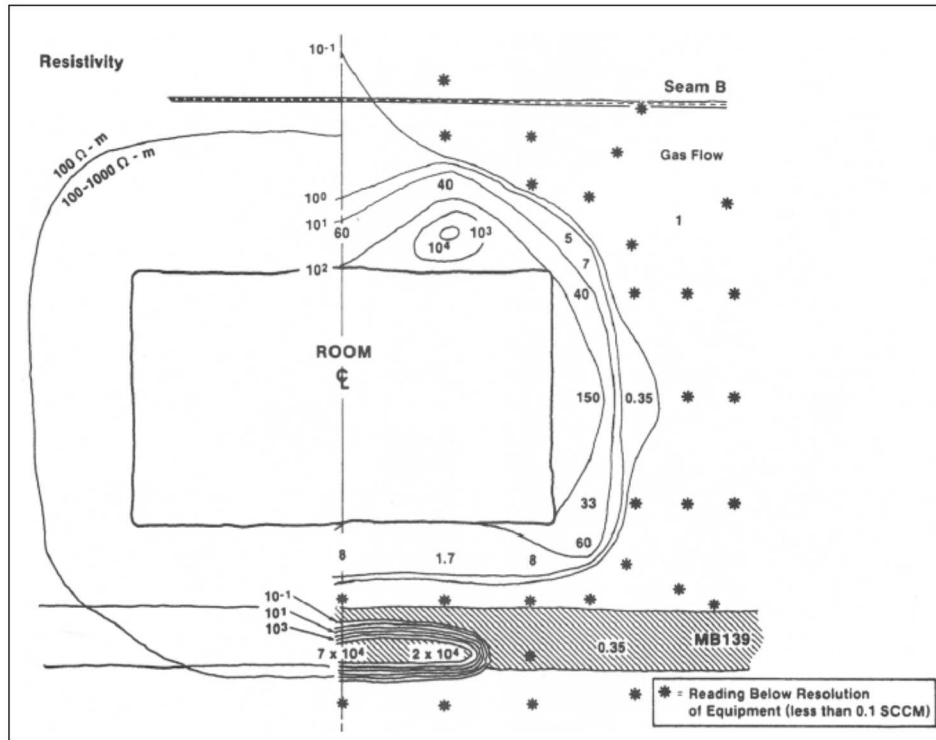 10⁻¹
Resistivity
Seam B
Gas Flow
100 Ω - m
100-1000 Ω - m
10⁰
40
10¹
1
60
10³
10⁴
5
7
10²
40
ROOM
℄
150
0.35
33
60
8
1.7
8
10⁻¹
10¹
10³
MB139
0.35
7 x 10⁴
2 x 10⁴
* = Reading Below Resolution
of Equipment (less than 0.1 SCCM)